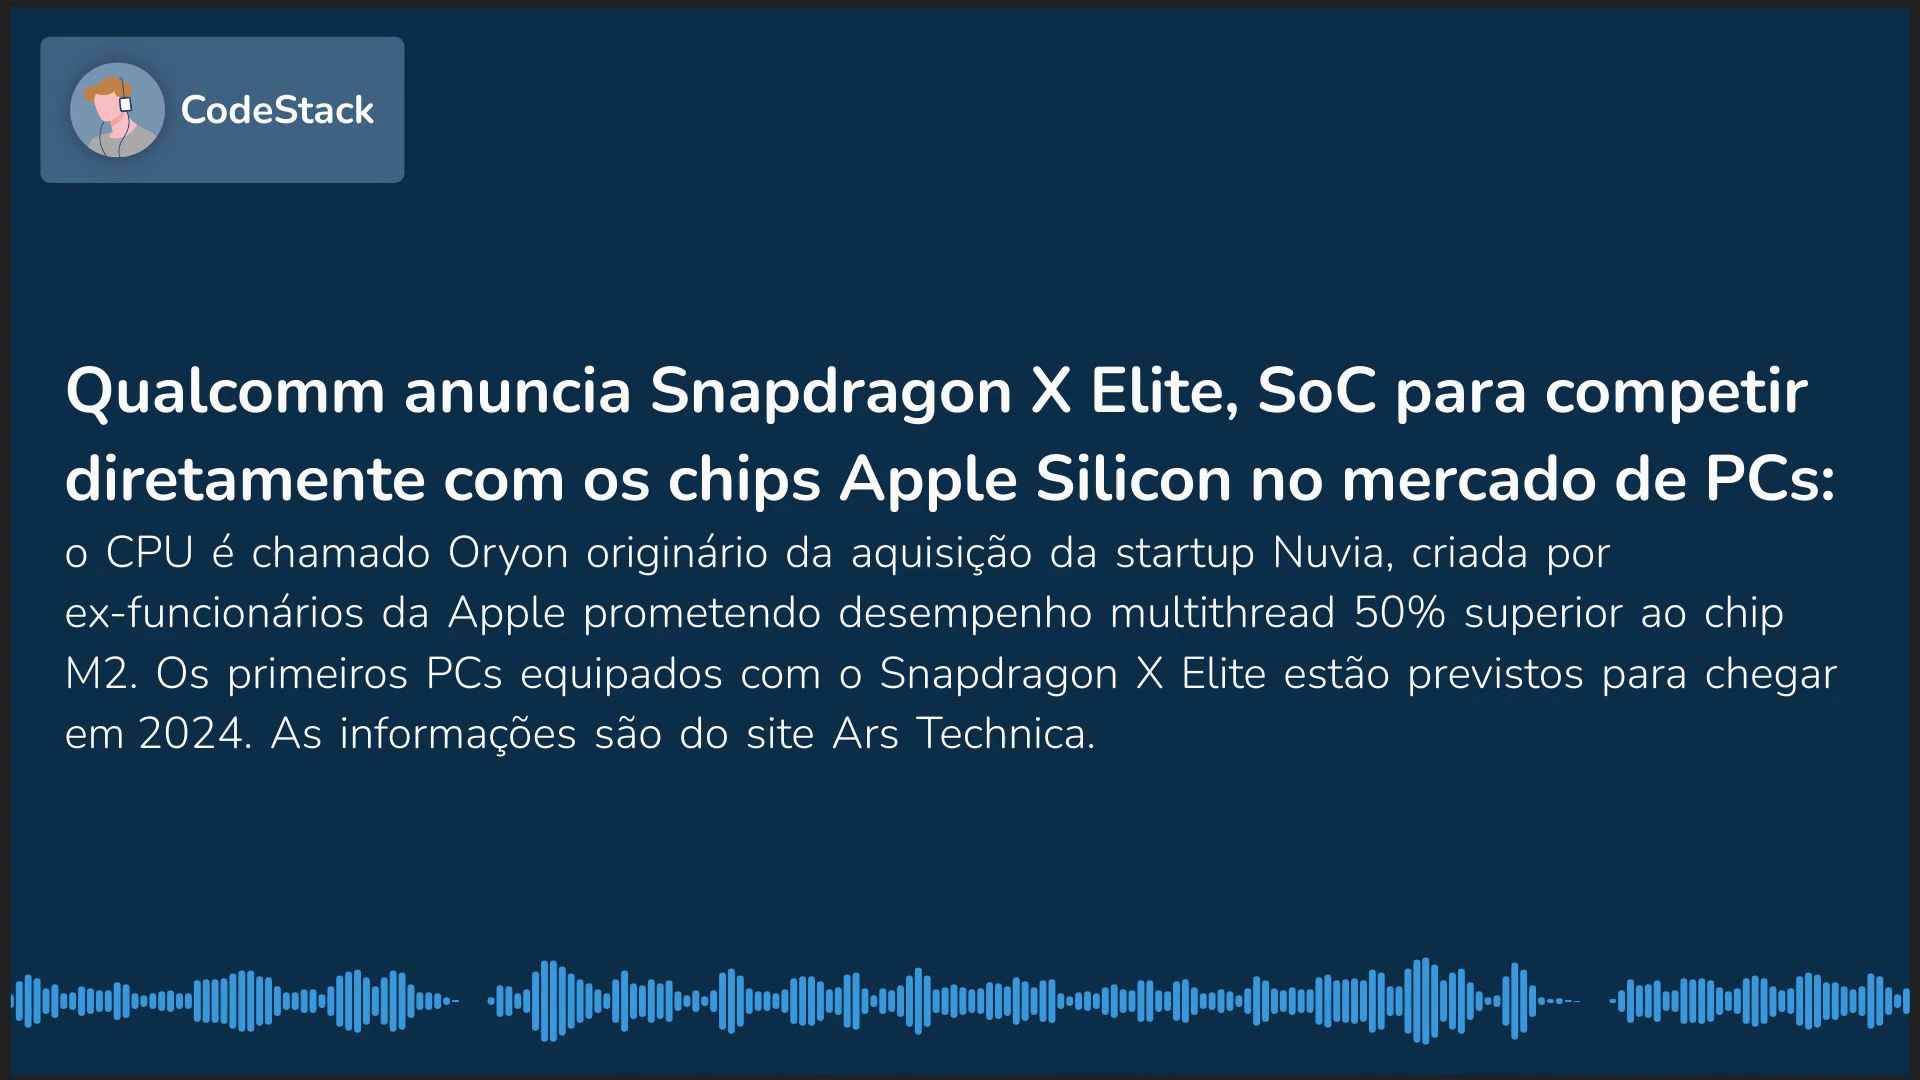 CodeStack
Qualcomm anuncia Snapdragon X Elite, SoC para competir
diretamente com os chips Apple Silicon no mercado de PCs:
o CPU é chamado Oryon originário da aquisição da startup Nuvia, criada por
ex-funcionários da Apple prometendo desempenho multithread 50% superior ao chip
M2. Os primeiros PCs equipados com o Snapdragon X Elite estão previstos para chegar
em 2024. As informações são do site Ars Technica.